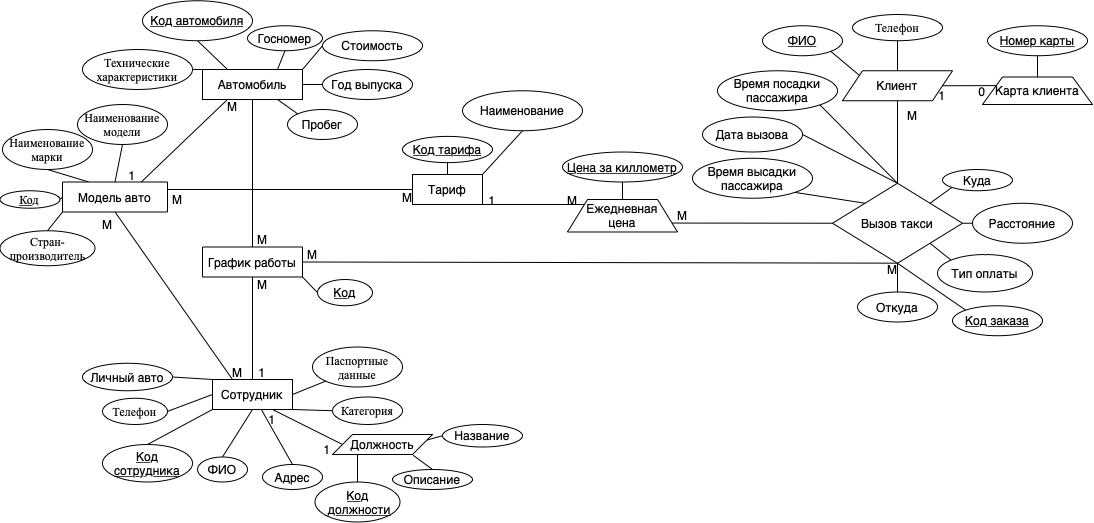 Код автомобиля
Госномер
Стоимость
Технические
характеристики
Автомобиль
Год выпуска
М
Пробег
Наименование
модели
Наименование
марки
1
Код
Модель авто
М
М
Стран-
производитель
Наименование
Код тарифа
М
Тариф
1
Цена за киллометр
М
Ежедневная
цена
М
ФИО
Телефон
Номер карты
Клиент
1
0
Карта клиента
М
Время посадки
пассажира
Дата вызова
Время высадки
пассажира
Куда
Вызов такси
Расстояние
М
Тип оплаты
Откуда
Код заказа
М
График работы
М
М
Код
М
1
Личный авто
Сотрудник
Паспортные
данные
Телефон
Категория
1
Код
сотрудника
ФИО
Адрес
1
Должность
Название
Описание
Код
должности